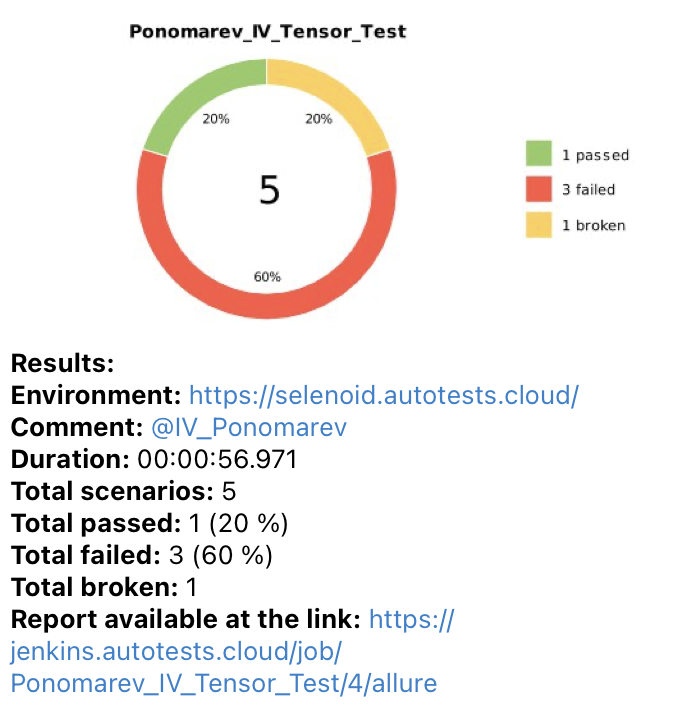 Ponomarev_IV_Tensor_Test
20%
20%
5
60%
1 passed
3 failed
1 broken
Results:
Environment: https://selenoid.autotests.cloud/
Comment: @IV_Ponomarev
Duration: 00:00:56.971
Total scenarios: 5
Total passed: 1 (20 %)
Total failed: 3 (60 %)
Total broken: 1
Report available at the link: https://
jenkins.autotests.cloud/job/
Ponomarev_IV_Tensor_Test/4/allure